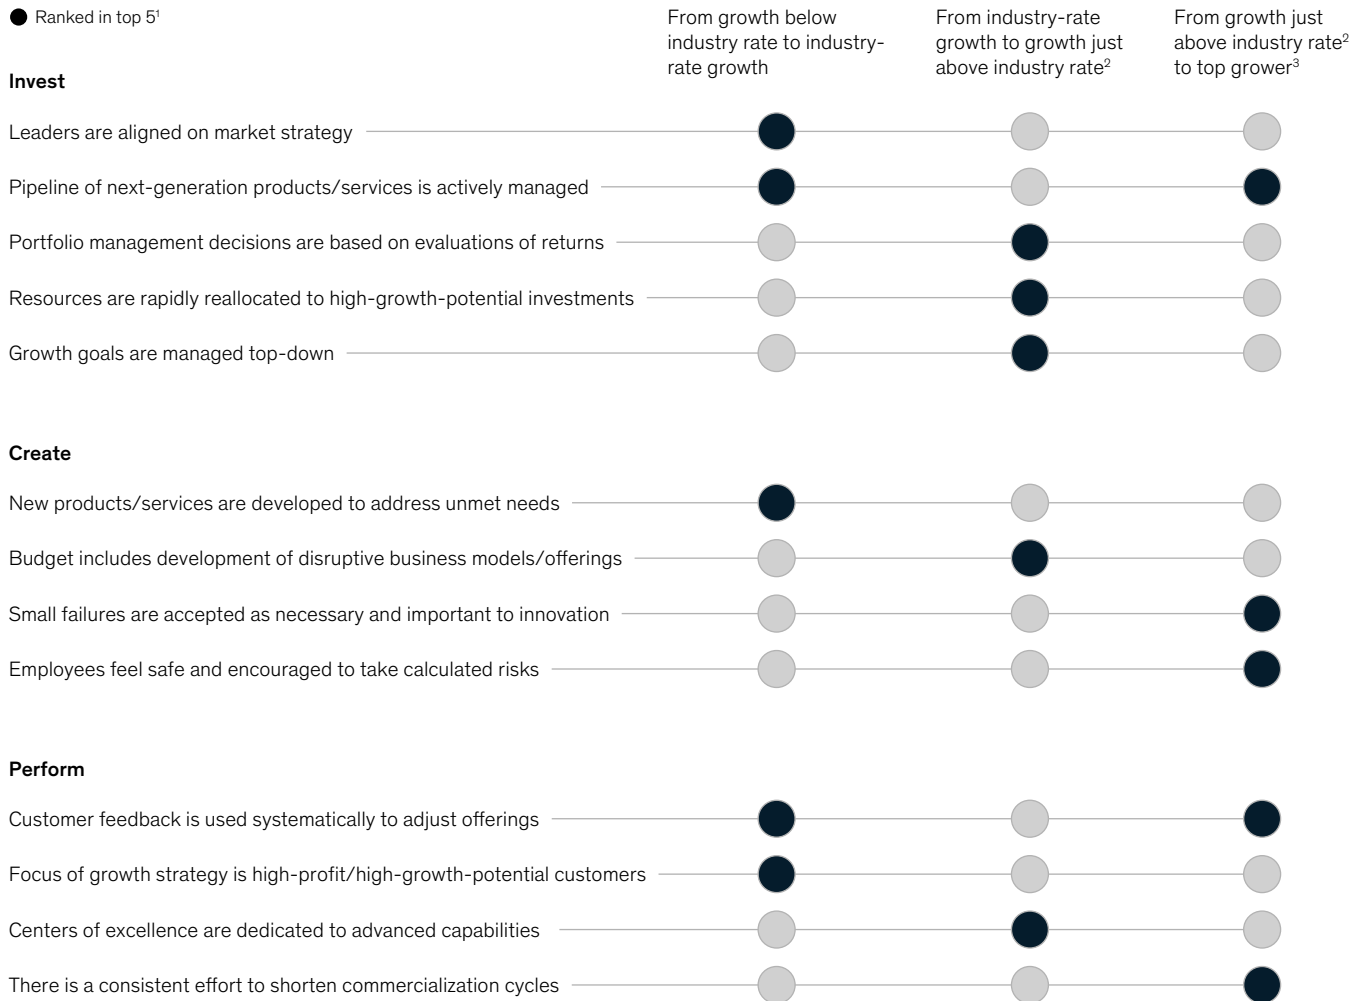 Ranked in top 5¹
From growth below
industry rate to industry-
rate growth
From industry-rate
growth to growth just
above industry rate²
From growth just
above industry rate²
to top grower³
Invest
Leaders are aligned on market strategy
Pipeline of next-generation products/services is actively managed
Portfolio management decisions are based on evaluations of returns
Resources are rapidly reallocated to high-growth-potential investments
Growth goals are managed top-down
Create
New products/services are developed to address unmet needs
Budget includes development of disruptive business models/offerings
Small failures are accepted as necessary and important to innovation
Employees feel safe and encouraged to take calculated risks
Perform
Customer feedback is used systematically to adjust offerings
Focus of growth strategy is high-profit/high-growth-potential customers
Centers of excellence are dedicated to advanced capabilities
There is a consistent effort to shorten commercialization cycles